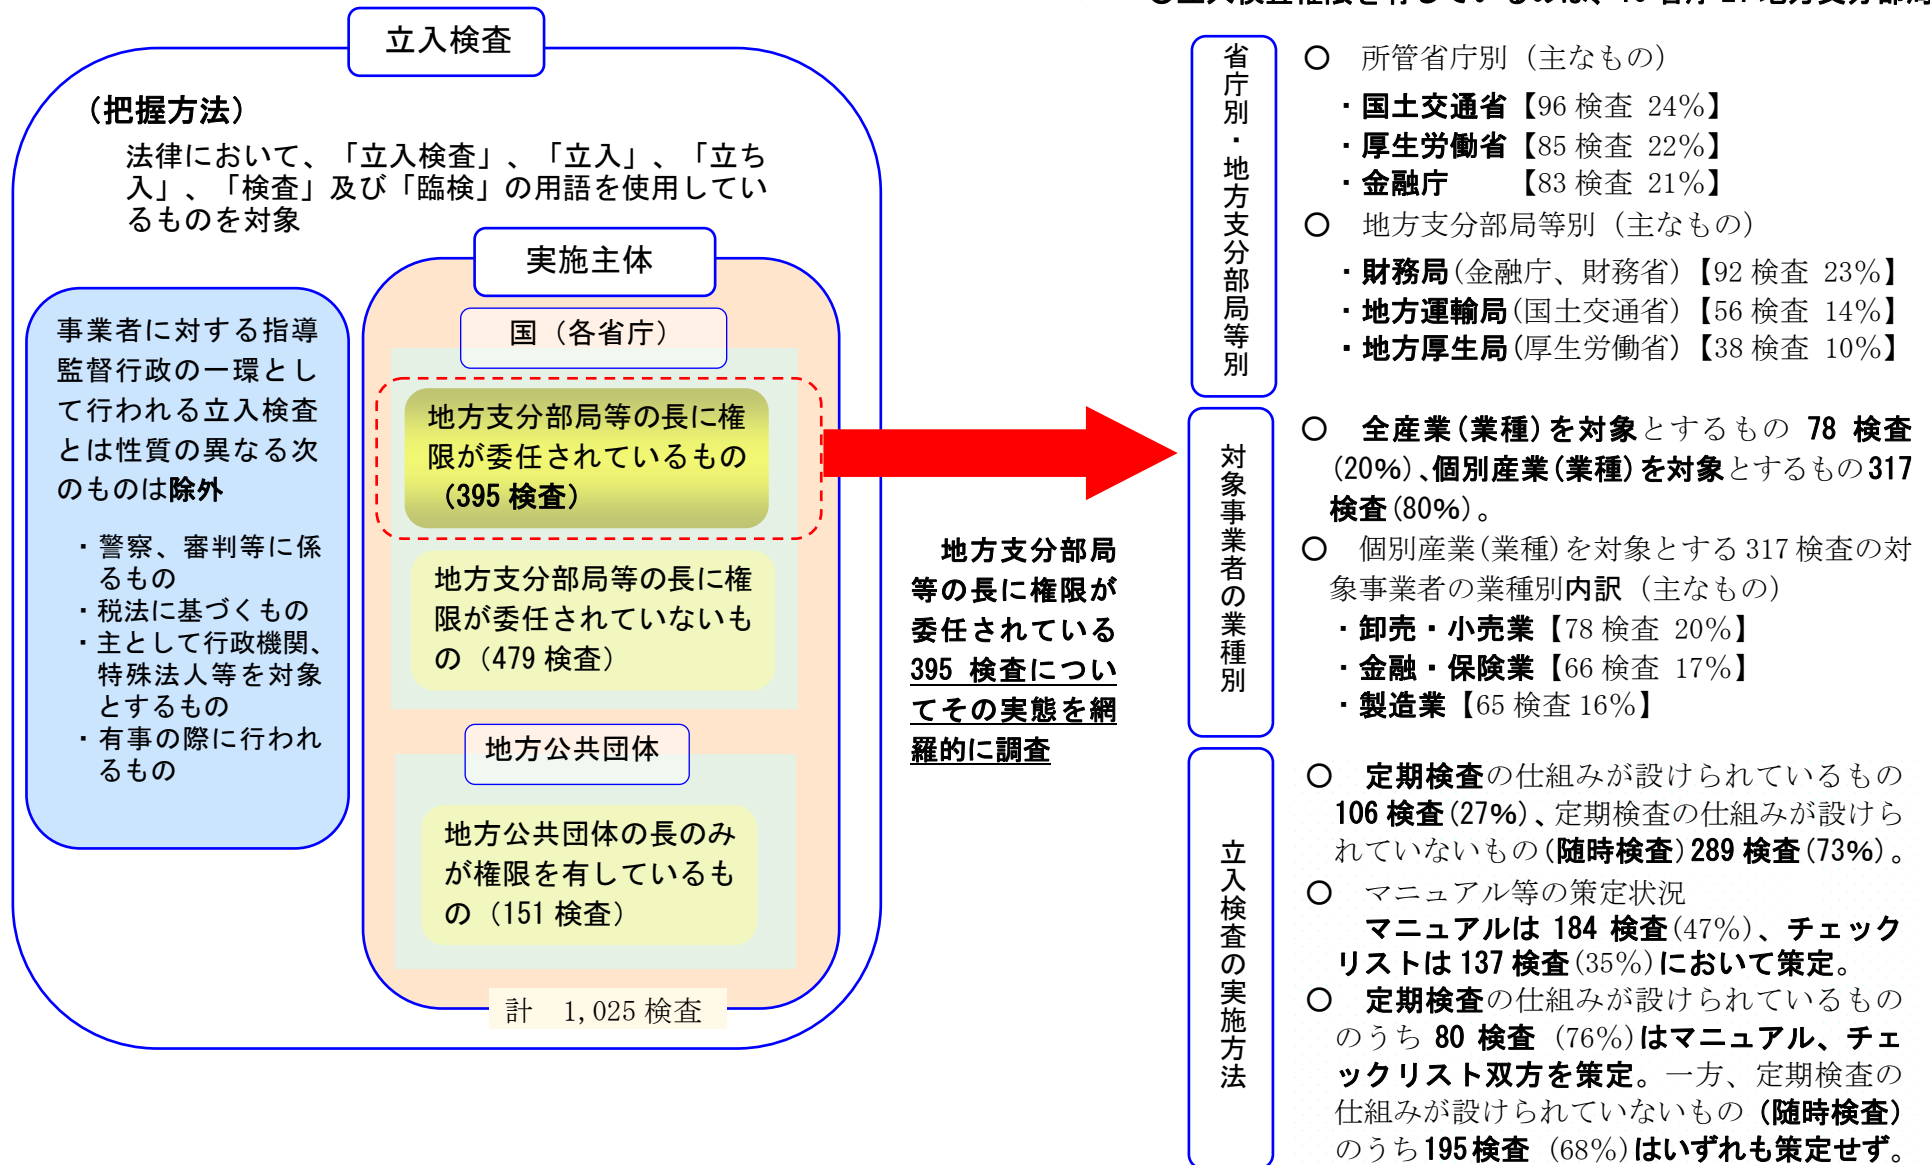 立入検査
（把握方法）
法律において、「立入検査」、「立入」、「立ち
入」、「検査」及び「臨検」の用語を使用してい
るものを対象
実施主体
事業者に対する指導
監督行政の一環とし
て行われる立入検査
とは性質の異なる次
のものは除外
・警察、審判等に係
るもの
・税法に基づくもの
・主として行政機関、
特殊法人等を対象
とするもの
・有事の際に行われ
るもの
国（各省庁）
地方支分部局等の長に権
限が委任されているもの
（395 検査）
地方支分部局等の長に権
限が委任されていないも
の（479 検査）
地方公共団体
地方公共団体の長のみ
が権限を有しているも
の（151 検査）
計　1,025 検査
地方支分部局
等の長に権限が
委任されている
395 検査につい
てその実態を網
羅的に調査
省庁別・地方支分部局等別
○　所管省庁別（主なもの）
・国土交通省【96 検査 24％】
・厚生労働省【85 検査 22％】
・金融庁　　【83 検査 21％】
○　地方支分部局等別（主なもの）
・財務局(金融庁、財務省)【92 検査 23％】
・地方運輸局(国土交通省)【56 検査 14％】
・地方厚生局(厚生労働省)【38 検査 10％】
対象事業者の業種別
○　全産業(業種)を対象とするもの 78 検査
(20%)、個別産業(業種)を対象とするもの 317
検査(80%)。
○　個別産業(業種)を対象とする 317 検査の対
象事業者の業種別内訳（主なもの）
・卸売・小売業【78 検査 20％】
・金融・保険業【66 検査 17％】
・製造業【65 検査 16％】
立入検査の実施方法
○　定期検査の仕組みが設けられているもの
106 検査(27%)、定期検査の仕組みが設けら
れていないもの(随時検査) 289 検査(73%)。
○　マニュアル等の策定状況
マニュアルは 184 検査(47％)、チェック
リストは 137 検査(35％)において策定。
○　定期検査の仕組みが設けられているもの
のうち 80 検査（76％)はマニュアル、チェ
ックリスト双方を策定。一方、定期検査の
仕組みが設けられていないもの（随時検査）
のうち 195 検査（68％)はいずれも策定せず。